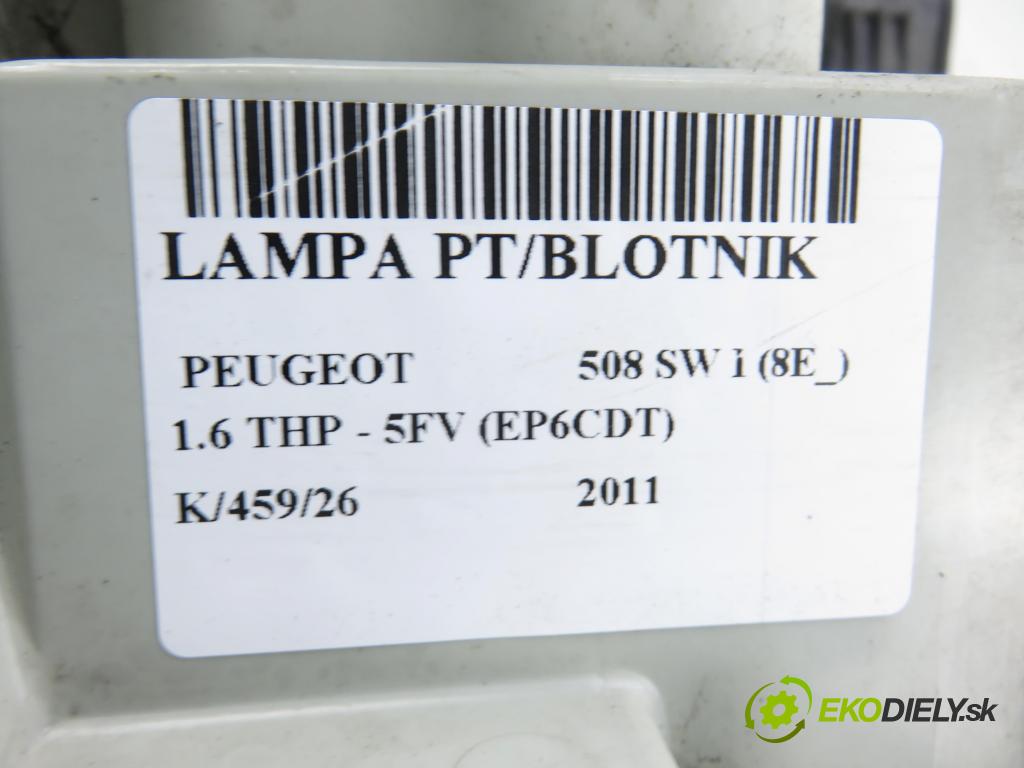 LAMPA PT/BLOTNIK
PEUGEOT 508 SW i (8E_)
1.6 THP - 5FV (EP6CDT)
K/459/26 2011
EKODIELY.sk